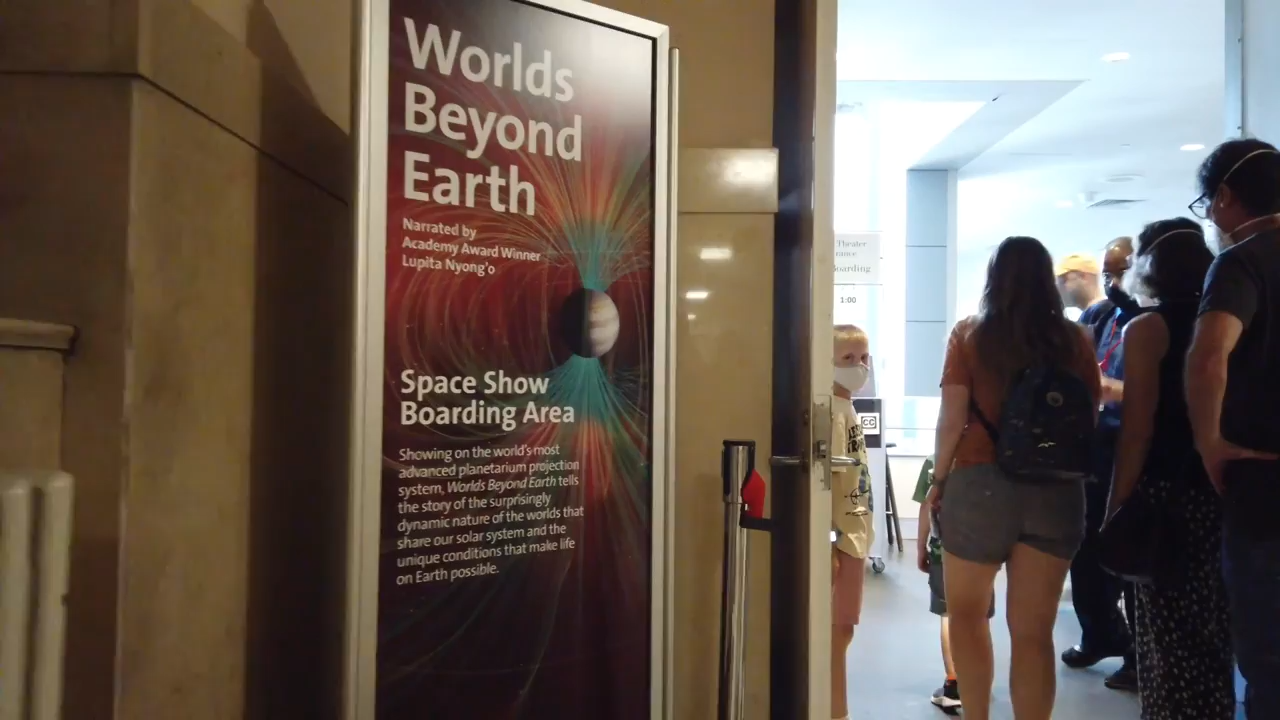 Worlds
Beyond
Earth
Narrated by
Academy Award Winner
Lupita Nyong'o
Space Show
Boarding Area
Showing on the world's most
advanced planetarium projection
system, Worlds Beyond Earth tells
the story of the surprisingly
dynamic nature of the worlds that
share our solar system and the
unique conditions that make life
on Earth possible.
Theater
Boarding
1:00
CC